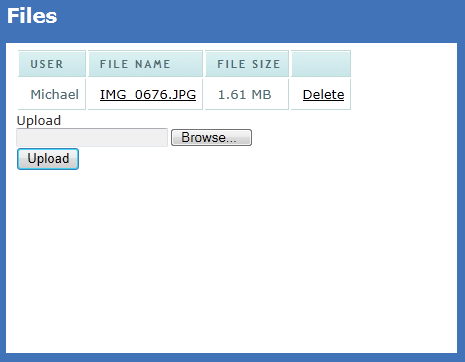 Files
USER FILE NAME FILE SIZE
Michael IMG_0676.JPG 1.61 MB Delete
Upload
Browse...
Upload